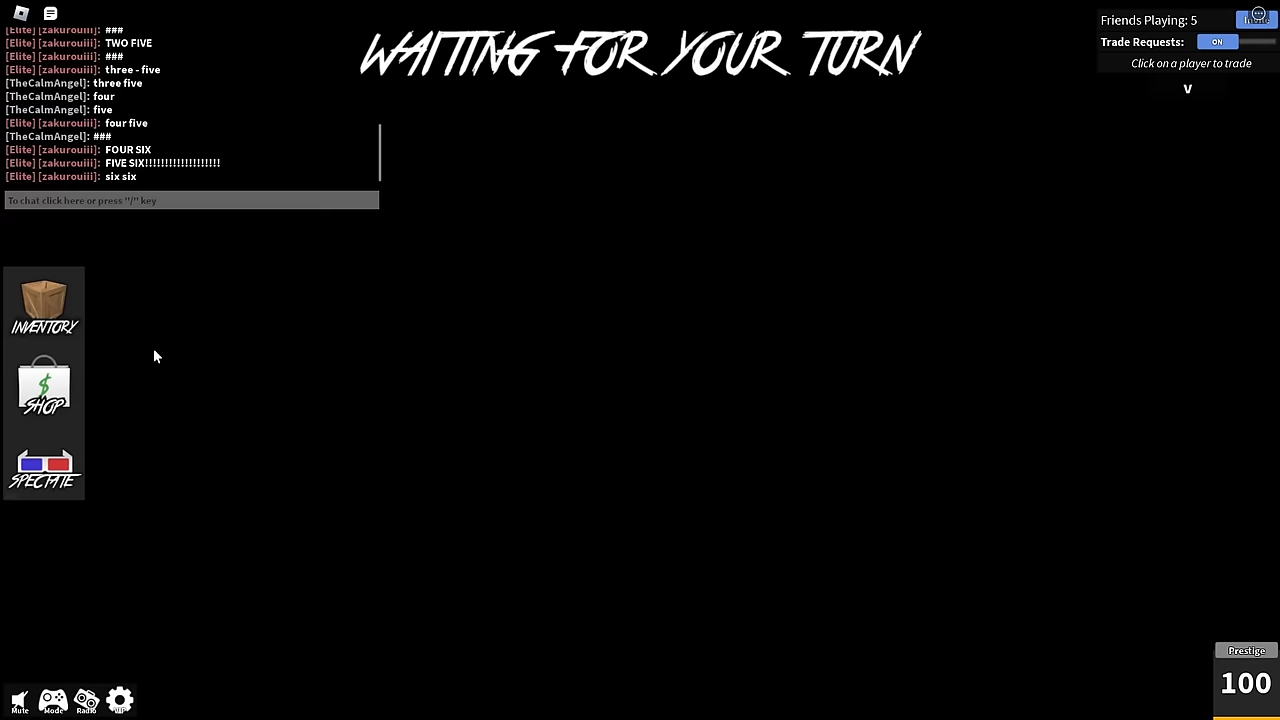 [Elite] [zakurouiii]: ###
[Elite] [zakurouiii]: TWO FIVE
[Elite] [zakurouiii]: ###
[Elite] [zakurouiii]: three - five
[TheCalmAngel]: three five
[TheCalmAngel]: four
[TheCalmAngel]: five
[Elite] [zakurouiii]: four five
[TheCalmAngel]: ###
[Elite] [zakurouiii]: FOUR SIX
[Elite] [zakurouiii]: FIVE SIX!!!!!!!!!!!!!!!!!!!
[Elite] [zakurouiii]: six six
To chat click here or press "/" key
WAITING FOR YOUR TURN
Friends Playing: 5
Trade Requests: ON
Click on a player to trade
V
INVENTORY
$
SHOP
SPECTATE
Mute
Mode
Radio
Prestige
100